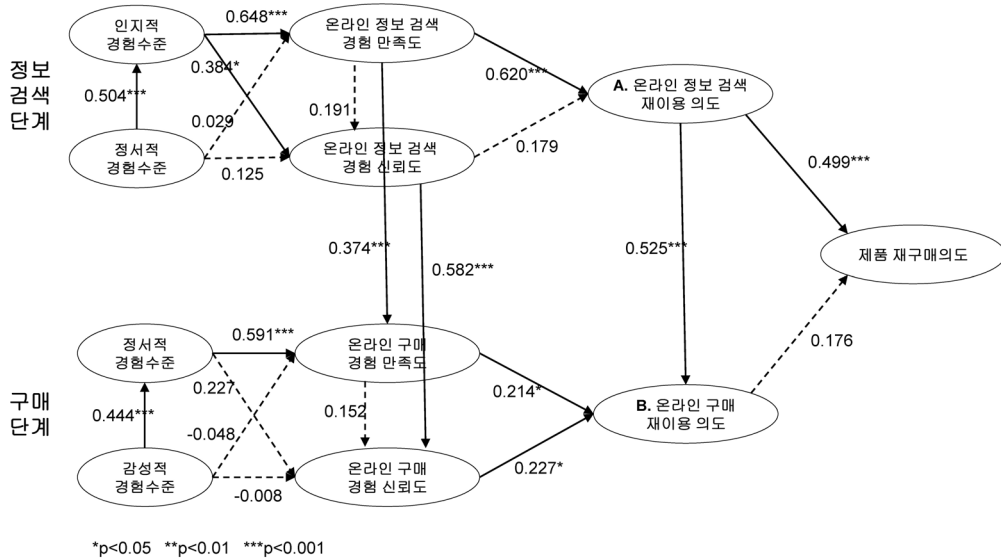 정보
검색
단계
인지적
경험수준
0.648***
온라인 정보 검색
경험 만족도
0.384*
0.504***
0.029
0.191
0.620***
A. 온라인 정보 검색
재이용 의도
정서적
경험수준
0.125
온라인 정보 검색
경험 신뢰도
0.179
0.499***
0.374***
0.582***
0.525***
제품 재구매의도
구매
단계
정서적
경험수준
0.591***
온라인 구매
경험 만족도
0.176
0.227
0.444***
-0.048
0.152
0.214*
B. 온라인 구매
재이용 의도
감성적
경험수준
-0.008
온라인 구매
경험 신뢰도
0.227*
*p<0.05 **p<0.01 ***p<0.001